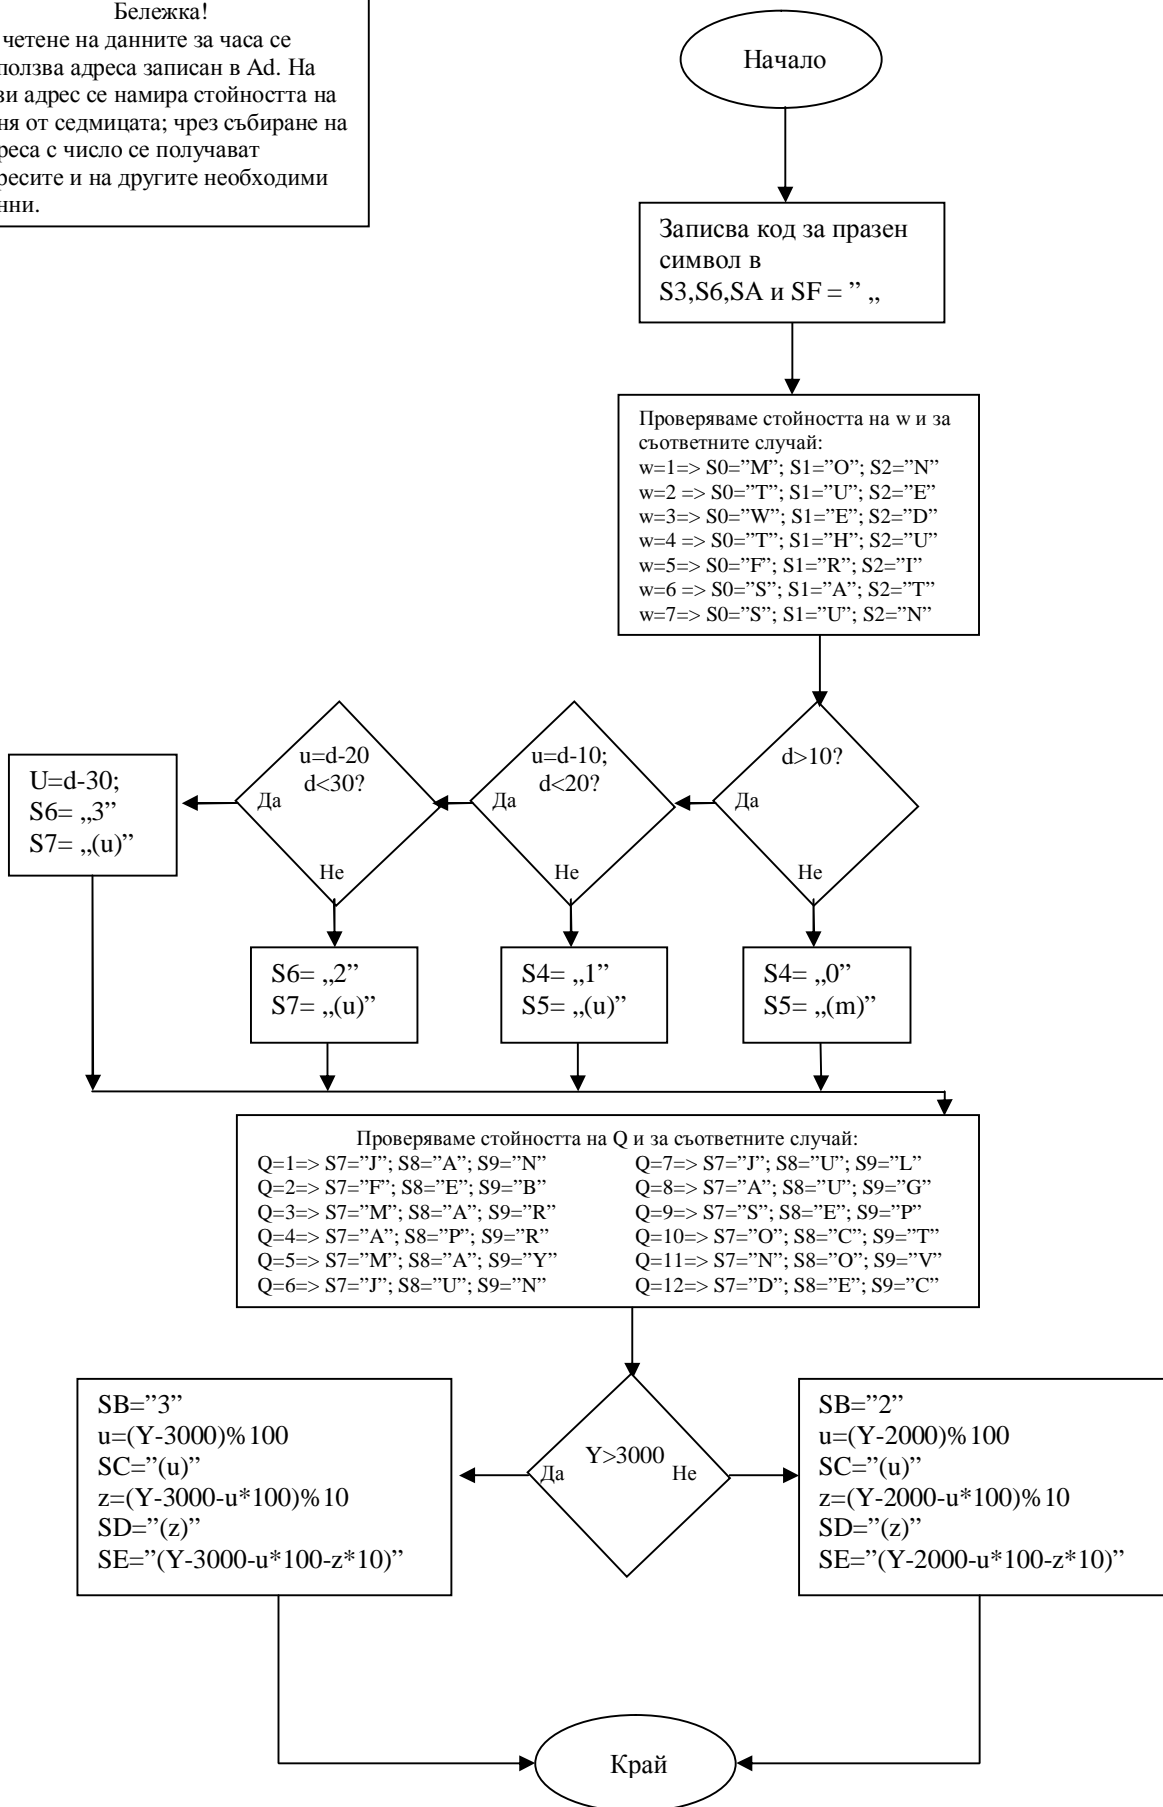 Бележка!
четене на данните за часа се
адреса записан в Ad. На
адрес се намира стойността на
от седмицата; чрез събиране на
с число се получават
и на другите необходими
Начало
Записва код за празен
символ в
S3,S6,SA и SF = ” „
Проверяваме стойността на w и за
съответните случай:
w=1=> S0=”M”; S1=”O”; S2=”N”
w=2 => S0=”T”; S1=”U”; S2=”E”
w=3=> S0=”W”; S1=”E”; S2=”D”
w=4 => S0=”T”; S1=”H”; S2=”U”
w=5=> S0=”F”; S1=”R”; S2=”I”
w=6 => S0=”S”; S1=”A”; S2=”T”
w=7=> S0=”S”; S1=”U”; S2=”N”
d>10?
Да
Не
u=d-10;
d<20?
Да
Не
u=d-20
d<30?
Да
Не
U=d-30;
S6= „3”
S7= „(u)”
S6= „2”
S7= „(u)”
S4= „1”
S5= „(u)”
S4= „0”
S5= „(m)”
Проверяваме стойността на Q и за съответните случай:
Q=1=> S7=”J”; S8=”A”; S9=”N”
Q=2=> S7=”F”; S8=”E”; S9=”B”
Q=3=> S7=”M”; S8=”A”; S9=”R”
Q=4=> S7=”A”; S8=”P”; S9=”R”
Q=5=> S7=”M”; S8=”A”; S9=”Y”
Q=6=> S7=”J”; S8=”U”; S9=”N”
Q=7=> S7=”J”; S8=”U”; S9=”L”
Q=8=> S7=”A”; S8=”U”; S9=”G”
Q=9=> S7=”S”; S8=”E”; S9=”P”
Q=10=> S7=”O”; S8=”C”; S9=”T”
Q=11=> S7=”N”; S8=”O”; S9=”V”
Q=12=> S7=”D”; S8=”E”; S9=”C”
Y>3000
Да
Не
SB=”3”
u=(Y-3000)%100
SC=”(u)”
z=(Y-3000-u*100)%10
SD=”(z)”
SE=”(Y-3000-u*100-z*10)”
SB=”2”
u=(Y-2000)%100
SC=”(u)”
z=(Y-2000-u*100)%10
SD=”(z)”
SE=”(Y-2000-u*100-z*10)”
Край